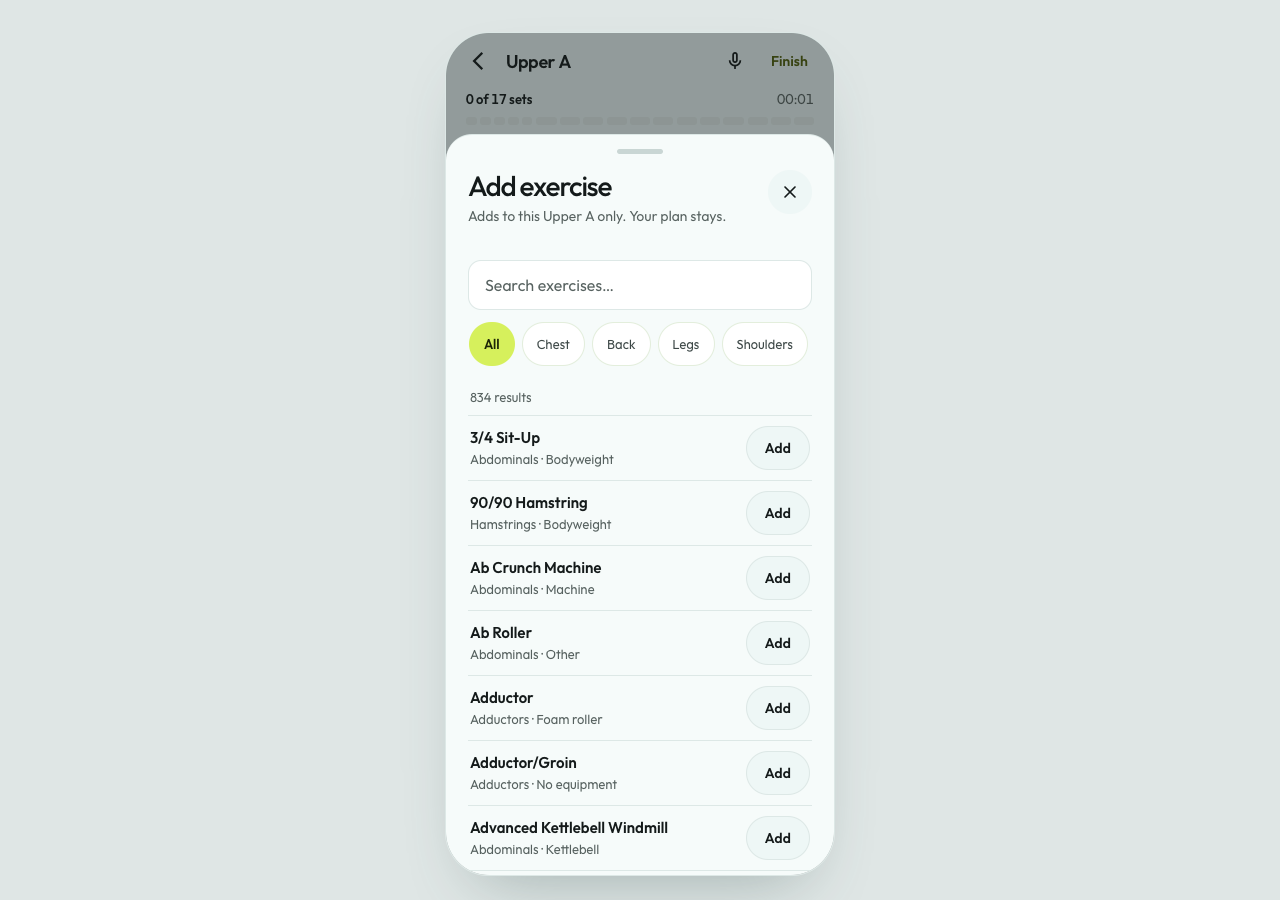 Upper A
Finish
0 of 17 sets
00:01
Add exercise
Adds to this Upper A only. Your plan stays.
Search exercises…
All
Chest
Back
Legs
Shoulders
834 results
3/4 Sit-Up
Abdominals · Bodyweight
Add
90/90 Hamstring
Hamstrings · Bodyweight
Add
Ab Crunch Machine
Abdominals · Machine
Add
Ab Roller
Abdominals · Other
Add
Adductor
Adductors · Foam roller
Add
Adductor/Groin
Adductors · No equipment
Add
Advanced Kettlebell Windmill
Abdominals · Kettlebell
Add